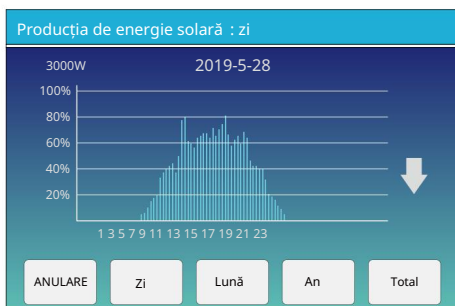 Producția de energie solară : zi
3000W 2019-5-28
100%
80%
60%
40%
20%
1 3 5 7 9 11 13 15 17 19 21 23
ANULARE Zi Lună An Total